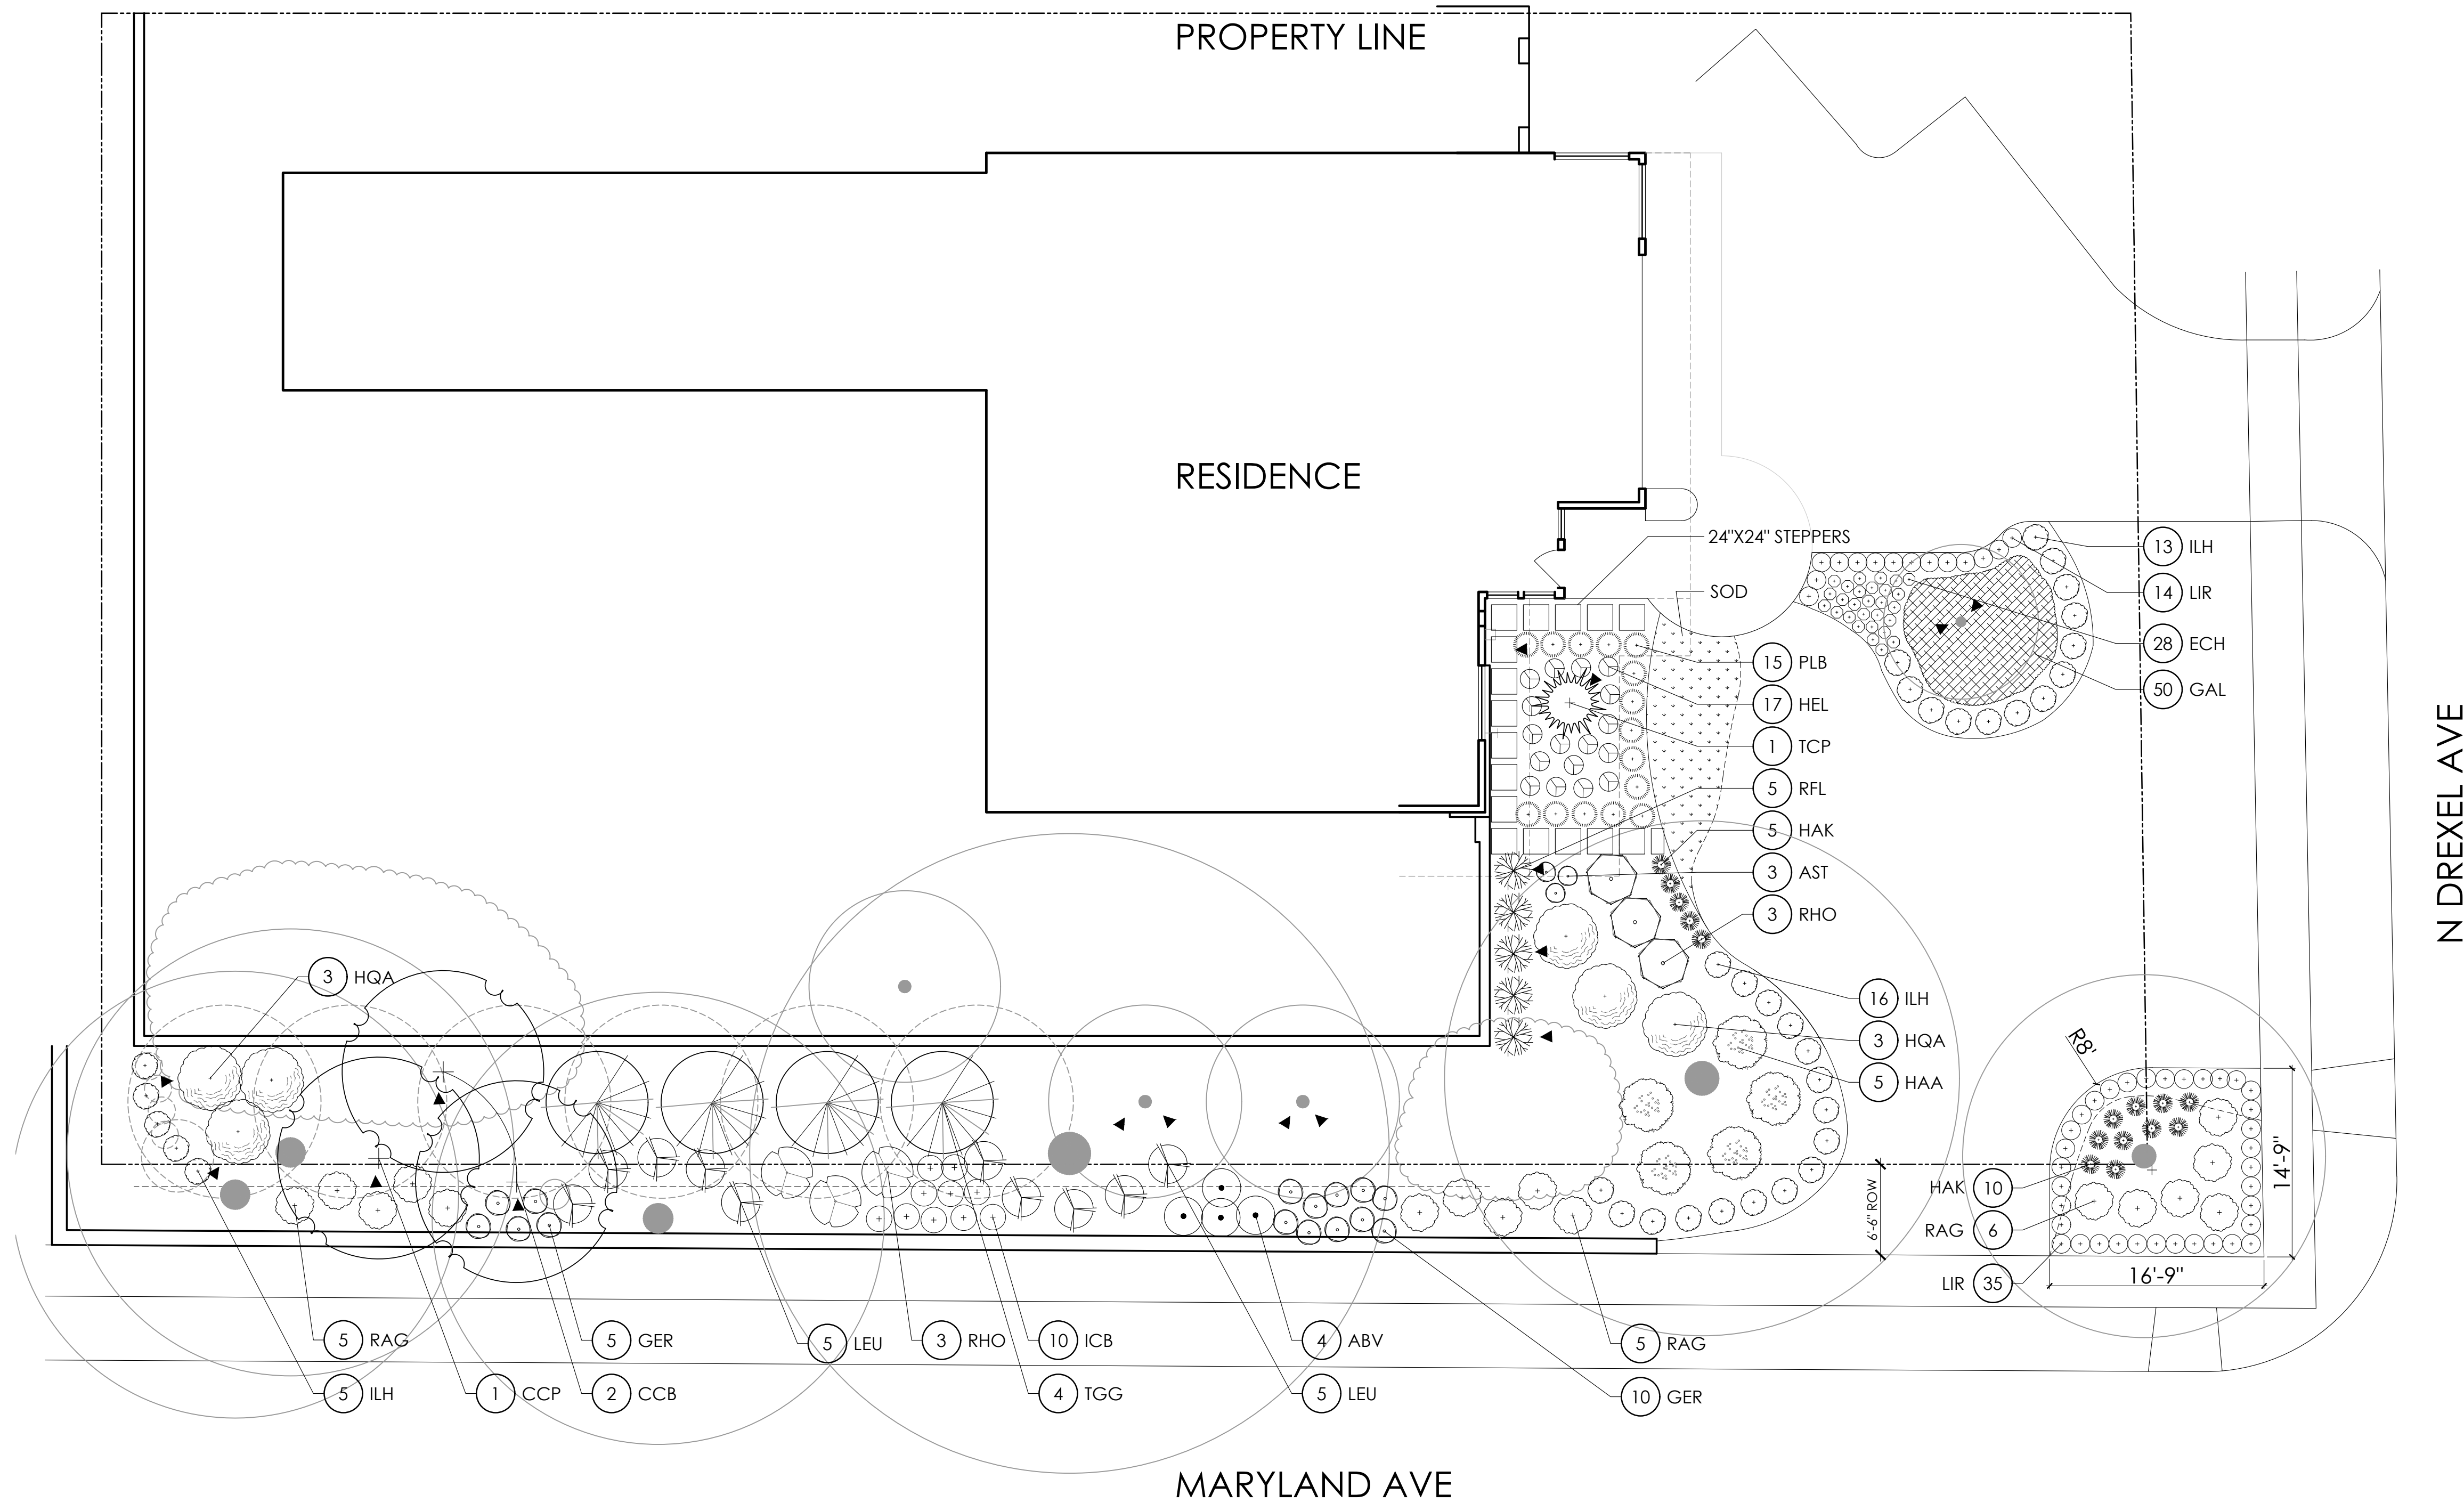 PROPERTY LINE
RESIDENCE
24"X24" STEPPERS
SOD
13 ILH
14 LIR
28 ECH
50 GAL
15 PLB
17 HEL
1 TCP
5 RFL
5 HAK
3 AST
3 RHO
N DREXEL AVE
3 HQA
16 ILH
3 HQA
5 HAA
R8'
14'-9"
6'-6" ROW
HAK 10
RAG 6
LIR 35
16'-9"
5 RAG
5 GER
5 LEU
3 RHO
10 ICB
4 ABV
5 RAG
5 ILH
1 CCP
2 CCB
4 TGG
5 LEU
10 GER
MARYLAND AVE